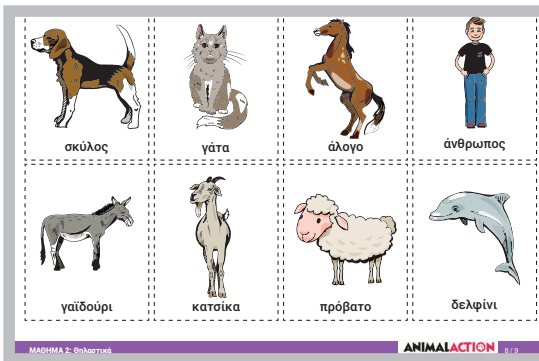 σκύλος
γάτα
άλογο
άνθρωπος
γαϊδούρι
κατσίκα
πρόβατο
δελφίνι
ΜΑΘΗΜΑ 2: Θηλαστικά
ANIMALACTION
8 / 9